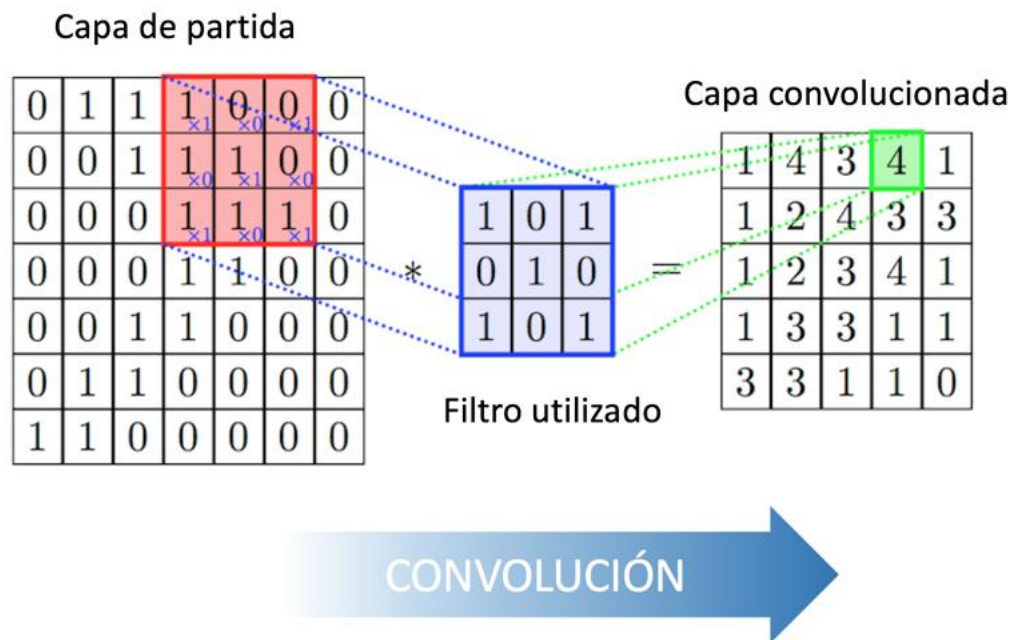 Capa de partida
0 1 1 1×1 0×0 0×1 0
0 0 1 1×0 1×1 0×0 0
0 0 0 1×1 1×0 1×1 0
0 0 0 1 1 0 0
0 0 1 1 0 0 0
0 1 1 0 0 0 0
1 1 0 0 0 0 0
*
1 0 1
0 1 0
1 0 1
Filtro utilizado
=
Capa convolucionada
1 4 3 4 1
1 2 4 3 3
1 2 3 4 1
1 3 3 1 1
3 3 1 1 0
CONVOLUCIÓN